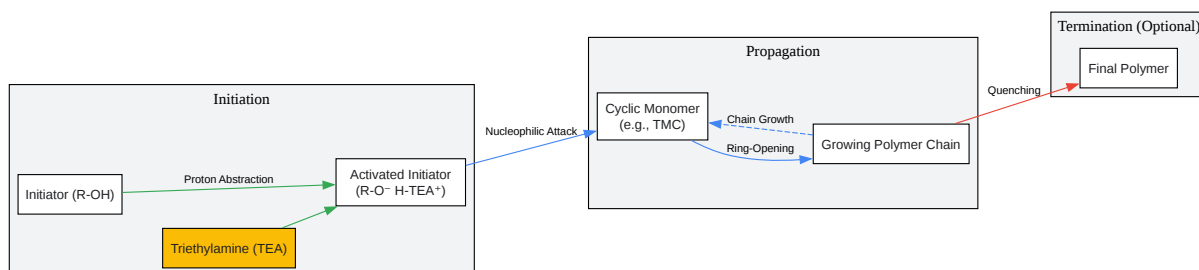 Initiation
Initiator (R-OH)
Proton Abstraction
Triethylamine (TEA)
Activated Initiator
(R-O⁻ H-TEA⁺)
Nucleophilic Attack
Propagation
Cyclic Monomer
(e.g., TMC)
Chain Growth
Ring-Opening
Growing Polymer Chain
Quenching
Termination (Optional)
Final Polymer